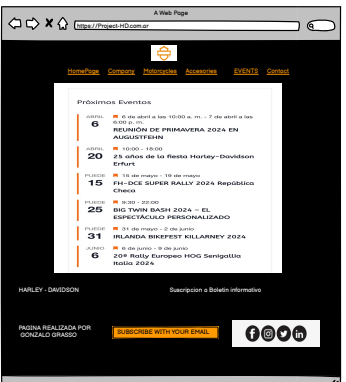 A Web Page
https://Project-HD.com.ar
HomePage Company Motorcycles Accesories EVENTS Contact
Próximos Eventos
ABRIL
6
6 de abril a las 10:00 a. m. - 7 de abril a las
6:00 p. m.
REUNIÓN DE PRIMAVERA 2024 EN
AUGUSTFEHN
ABRIL
20
10:00 - 18:00
25 años de la fiesta Harley-Davidson
Erfurt
PUEDE
15
15 de mayo - 19 de mayo
FH-DCE SUPER RALLY 2024 República
Checa
PUEDE
25
9:30 - 22:00
BIG TWIN BASH 2024 – EL
ESPECTÁCULO PERSONALIZADO
PUEDE
31
31 de mayo - 2 de junio
IRLANDA BIKEFEST KILLARNEY 2024
JUNIO
6
6 de junio - 9 de junio
20º Rally Europeo HOG Senigallia
Italia 2024
HARLEY - DAVIDSON
Suscripcion a Boletin informativo
PAGINA REALIZADA POR
GONZALO GRASSO
SUBSCRIBE WITH YOUR EMAIL